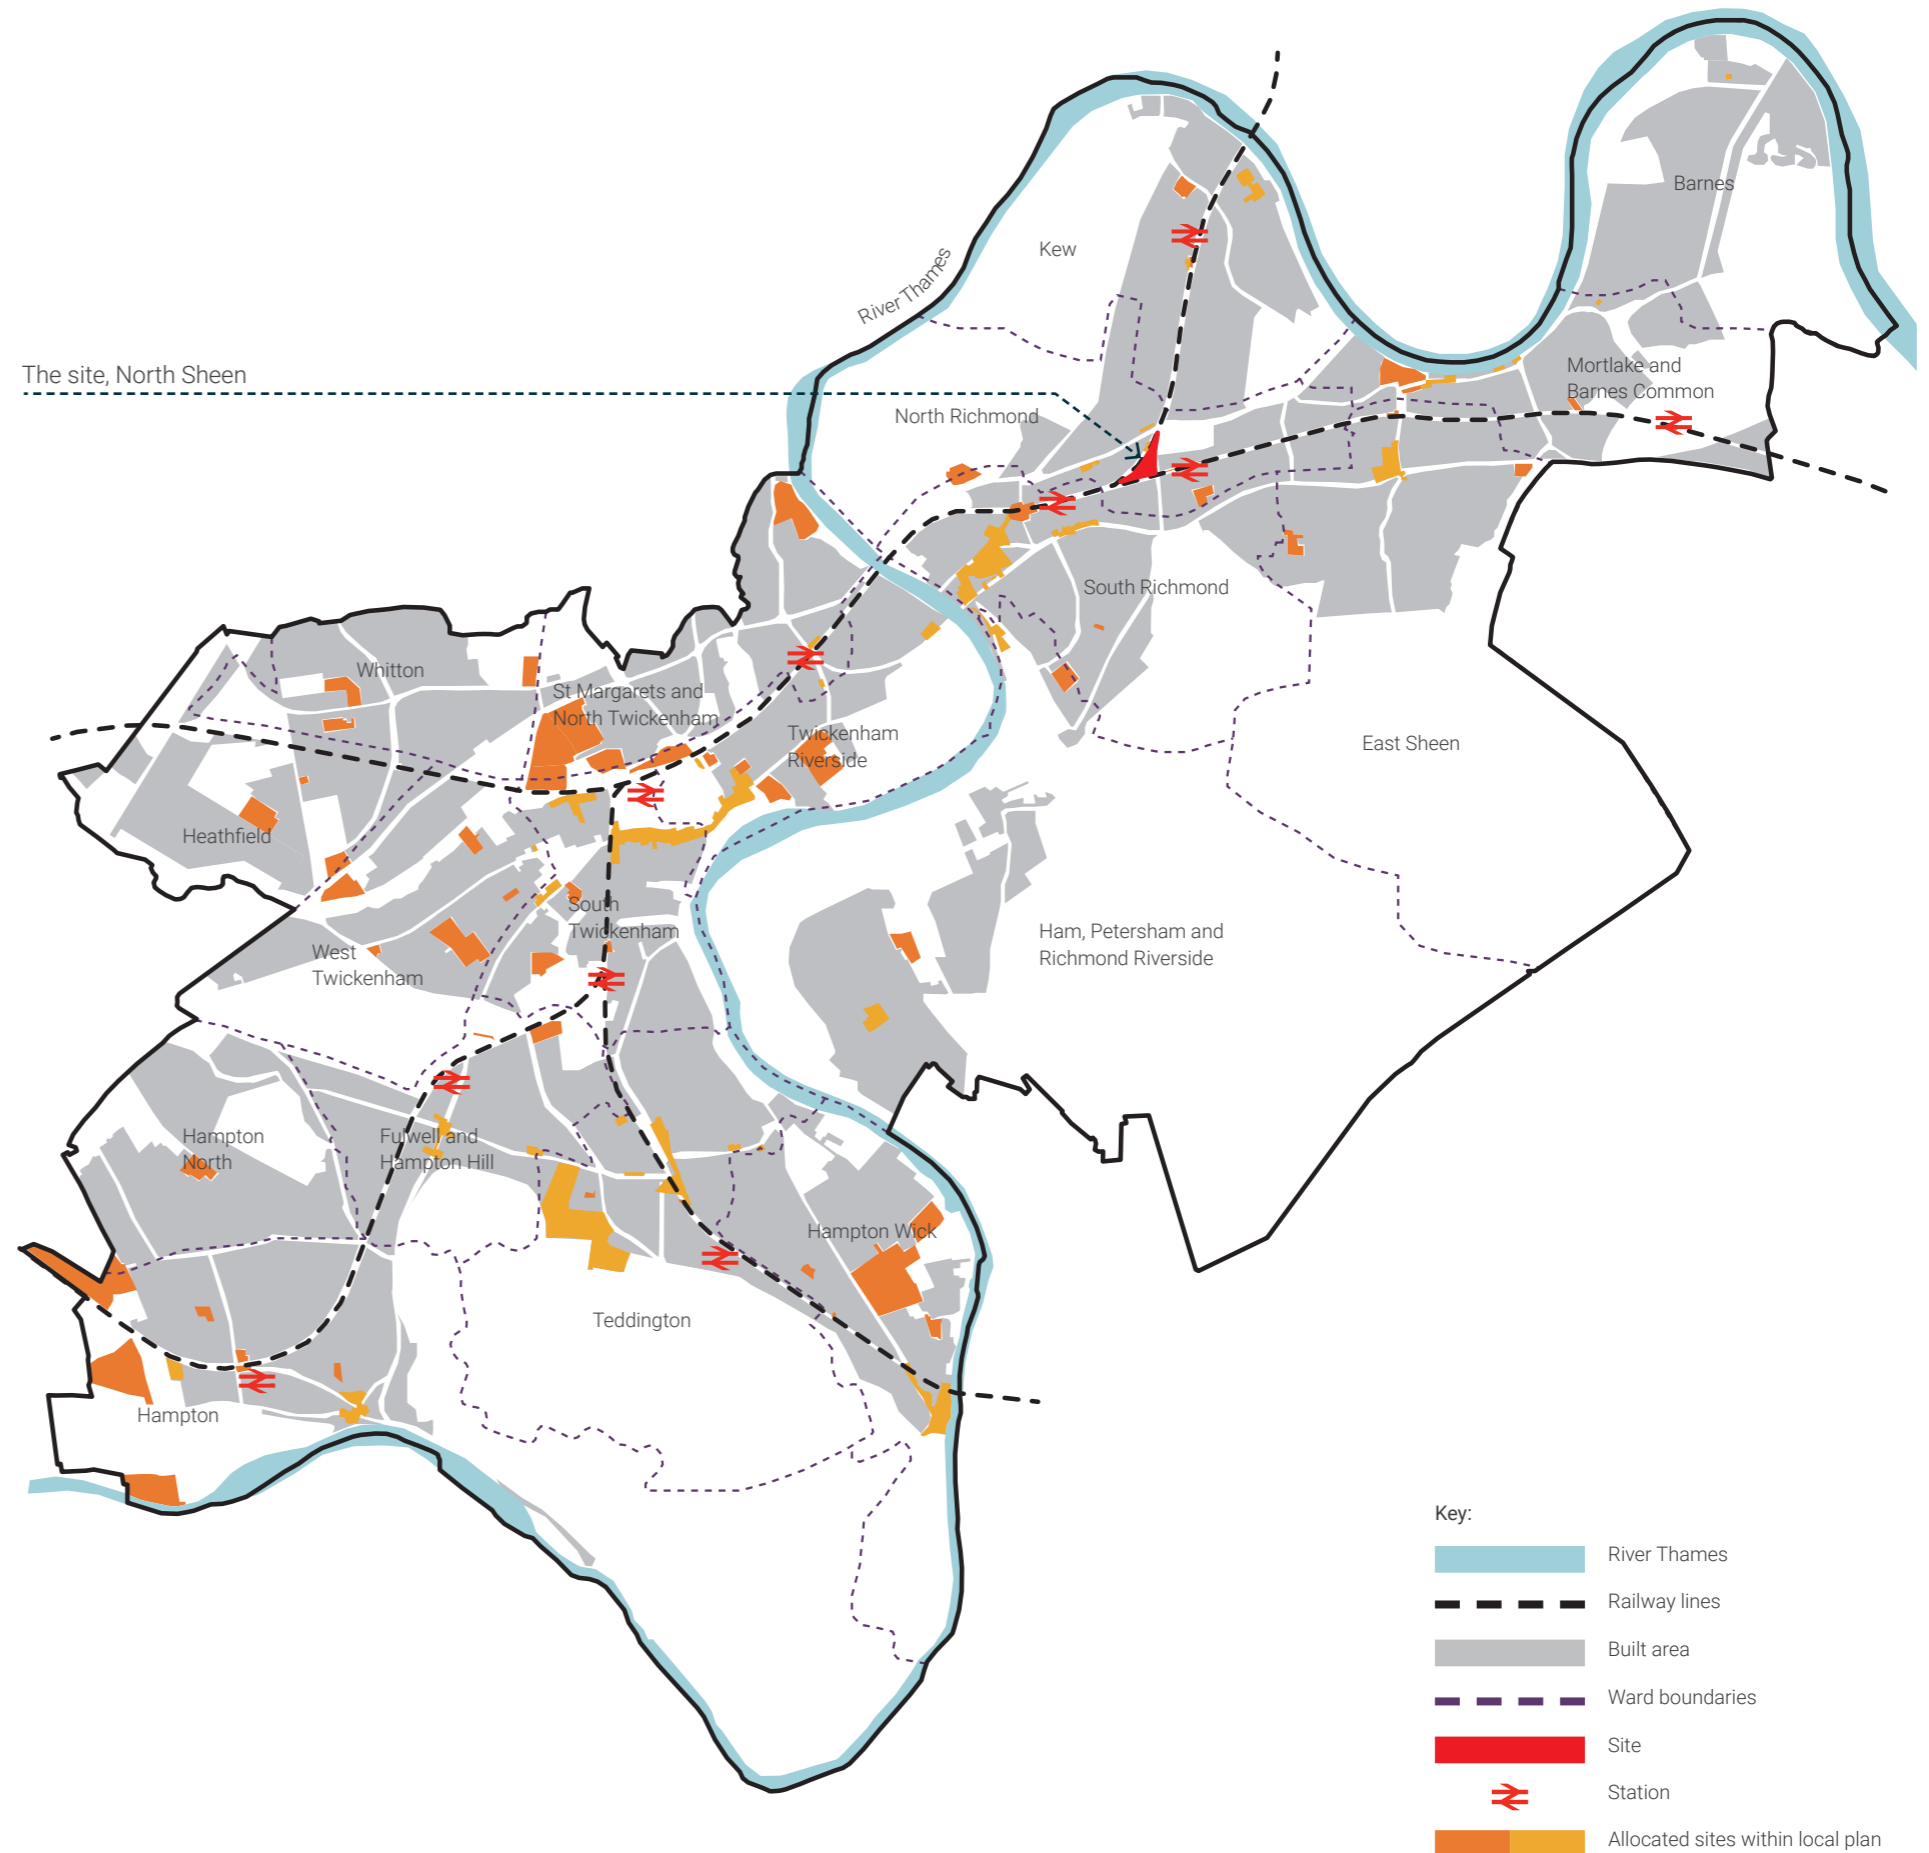 Barnes
Kew
River Thames
The site, North Sheen
Mortlake and
Barnes Common
North Richmond
South Richmond
Whitton
St Margarets and
North Twickenham
Twickenham
Riverside
East Sheen
Heathfield
South
Twickenham
West
Twickenham
Ham, Petersham and
Richmond Riverside
Hampton
North
Fulwell and
Hampton Hill
Hampton Wick
Teddington
Hampton
Key:
River Thames
Railway lines
Built area
Ward boundaries
Site
Station
Allocated sites within local plan